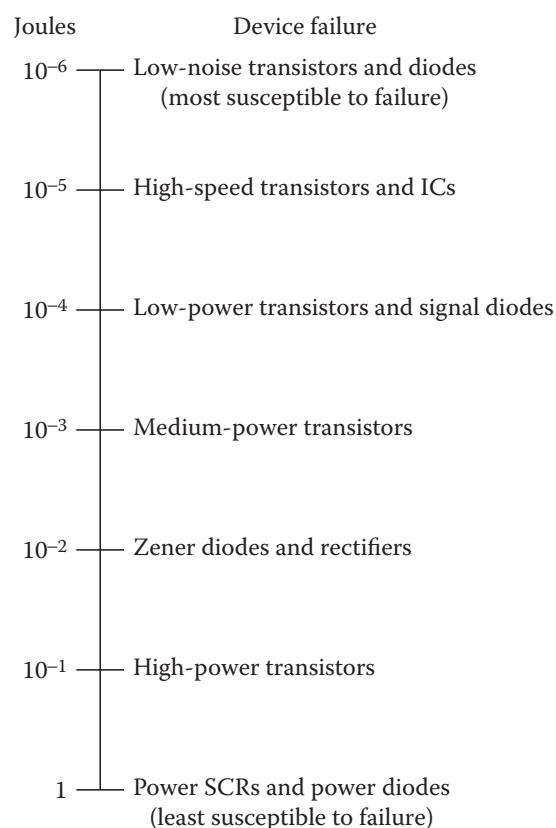 Joules Device failure
10⁻⁶ Low-noise transistors and diodes
(most susceptible to failure)
10⁻⁵ High-speed transistors and ICs
10⁻⁴ Low-power transistors and signal diodes
10⁻³ Medium-power transistors
10⁻² Zener diodes and rectifiers
10⁻¹ High-power transistors
1 Power SCRs and power diodes
(least susceptible to failure)